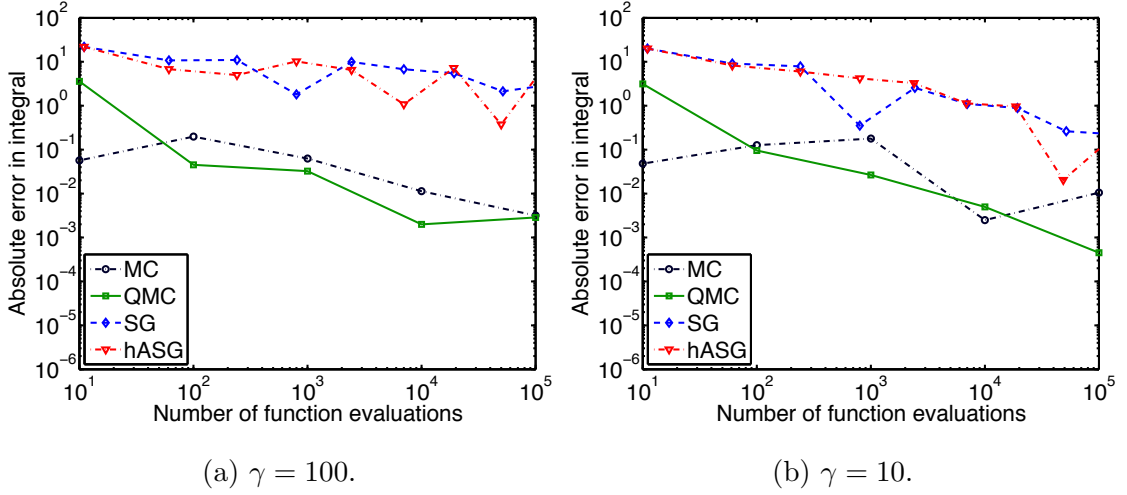 10^2
10^1
10^0
10^−1
10^−2
10^−3
10^−4
10^−5
10^−6
Absolute error in integral
MC
QMC
SG
hASG
10^1
10^2
10^3
10^4
10^5
Number of function evaluations
(a) γ = 100.
10^2
10^1
10^0
10^−1
10^−2
10^−3
10^−4
10^−5
10^−6
Absolute error in integral
MC
QMC
SG
hASG
10^1
10^2
10^3
10^4
10^5
Number of function evaluations
(b) γ = 10.